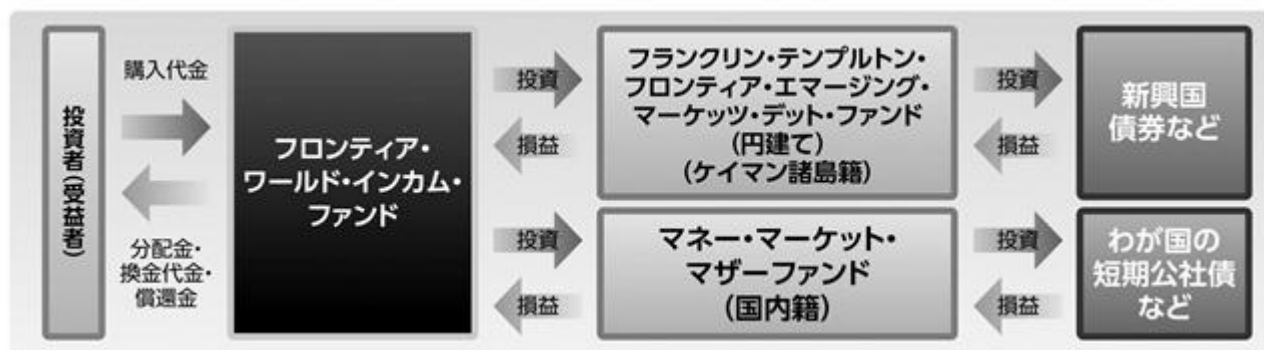 投資者(受益者)
購入代金
分配金・
換金代金・
償還金
フロンティア・
ワールド・インカム・
ファンド
投資
損益
フランクリン・テンプルトン・
フロンティア・エマージング・
マーケッツ・デット・ファンド
(円建て)
(ケイマン諸島籍)
投資
損益
新興国
債券など
投資
損益
マネー・マーケット・
マザーファンド
(国内籍)
投資
損益
わが国の
短期公社債
など